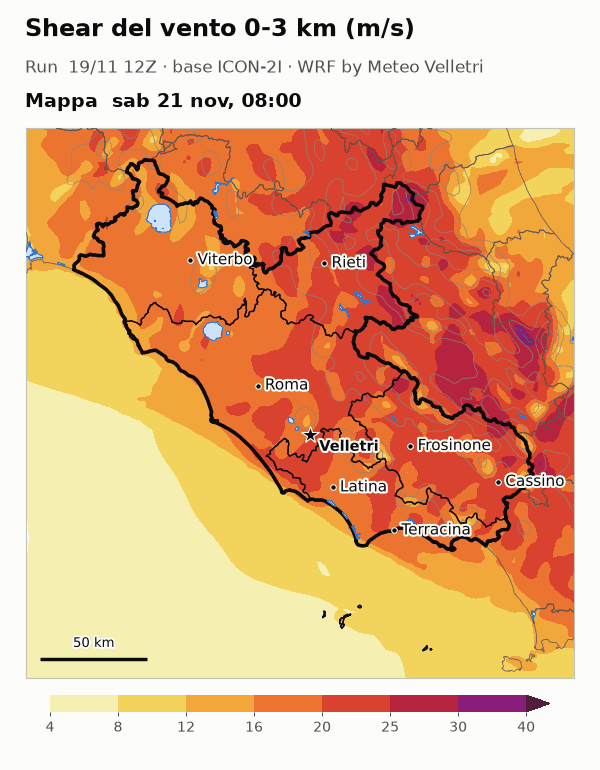 Shear del vento 0-3 km (m/s)
Run  19/11 12Z · base ICON-2I · WRF by Meteo Velletri
Mappa  sab 21 nov, 08:00
Viterbo
Rieti
Roma
Velletri
Frosinone
Cassino
Latina
Terracina
50 km
4 8 12 16 20 25 30 40